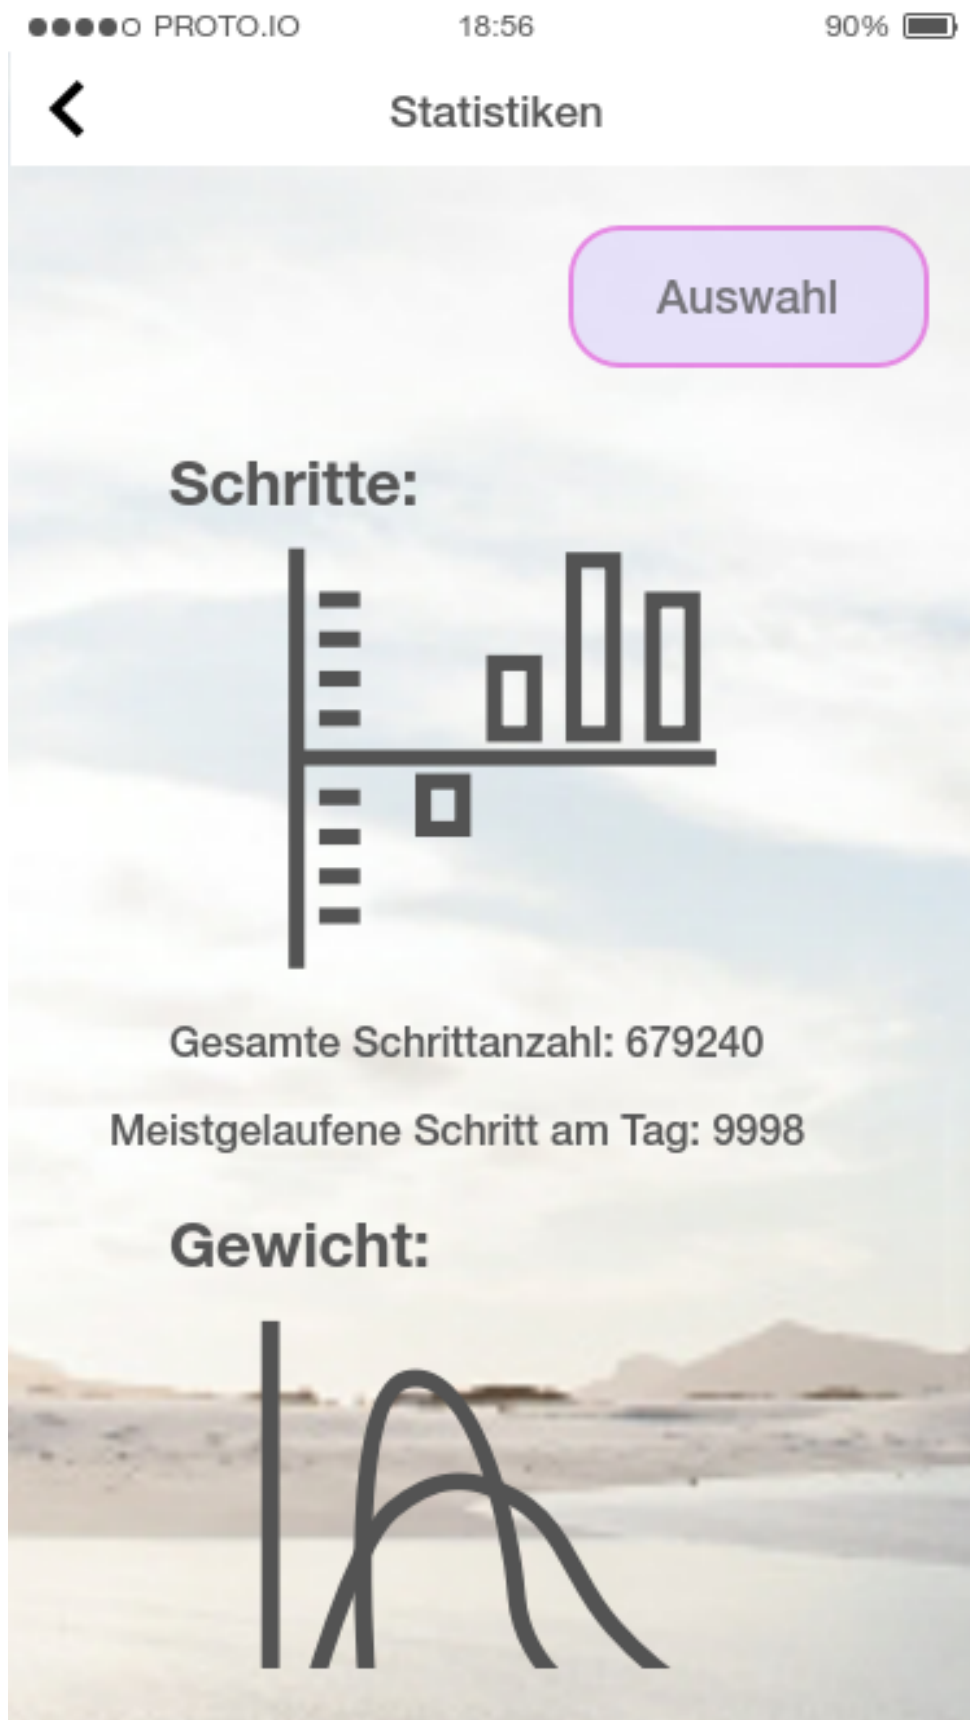 PROTO.IO 18:56 90%
Statistiken
Auswahl
Schritte:
Gesamte Schrittanzahl: 679240
Meistgelaufene Schritt am Tag: 9998
Gewicht: